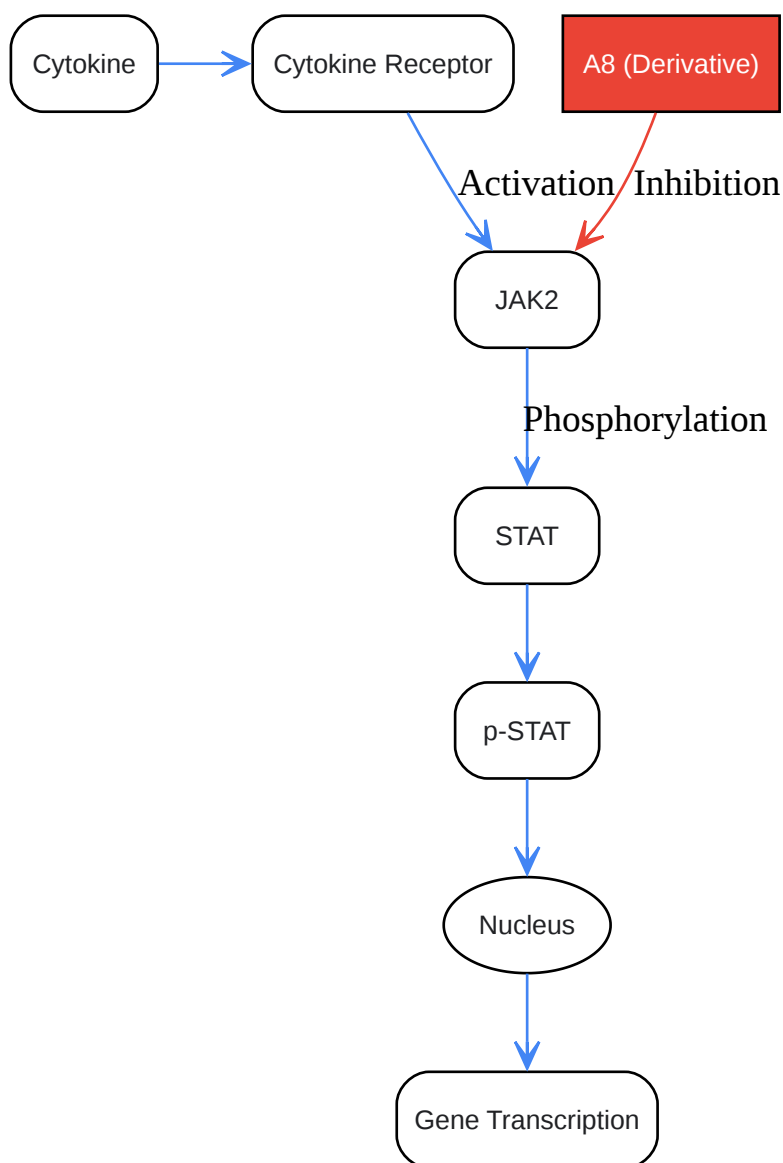 Cytokine
Cytokine Receptor
A8 (Derivative)
Activation
Inhibition
JAK2
Phosphorylation
STAT
p-STAT
Nucleus
Gene Transcription